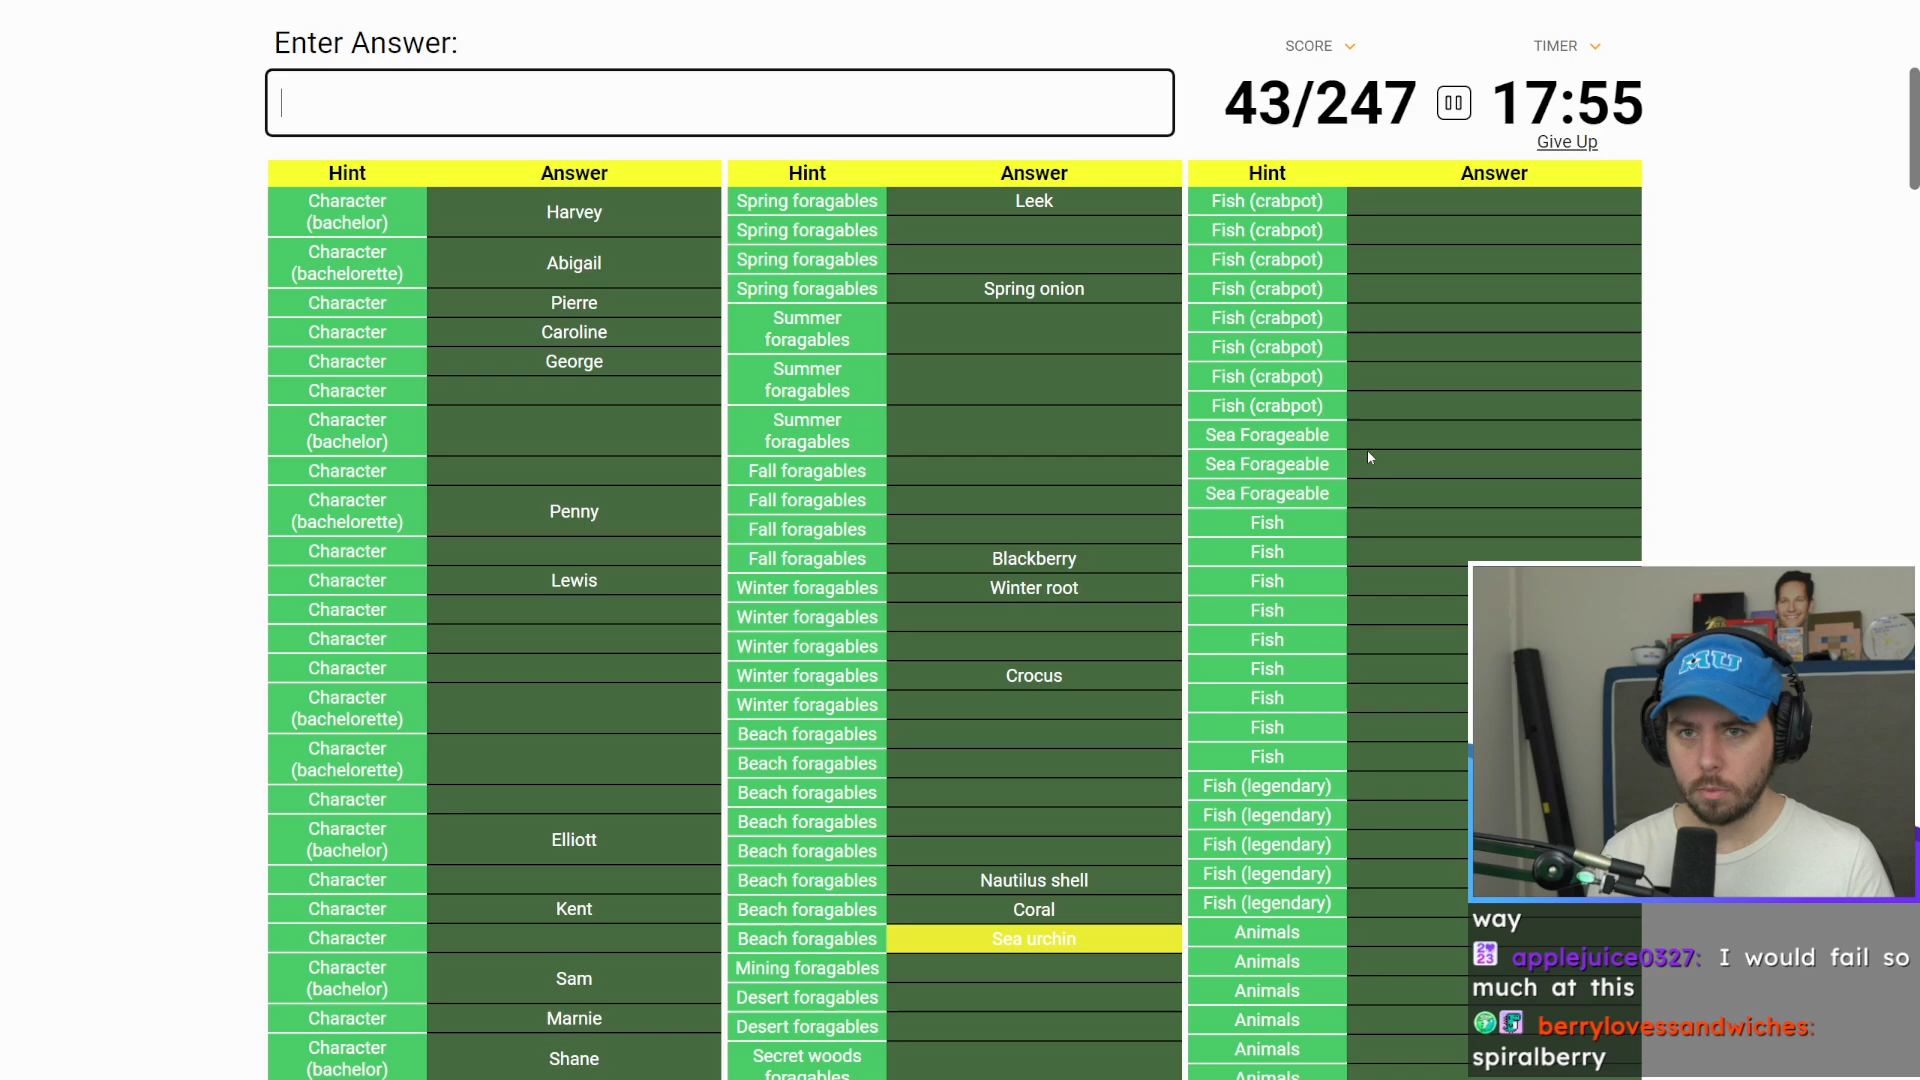 Enter Answer:
SCORE
TIMER
43/247
17:55
Give Up
Hint Answer
Character (bachelor) Harvey
Character (bachelorette) Abigail
Character Pierre
Character Caroline
Character George
Character
Character (bachelor)
Character
Character (bachelorette) Penny
Character
Character Lewis
Character
Character
Character
Character (bachelorette)
Character (bachelorette)
Character
Character (bachelor) Elliott
Character
Character Kent
Character
Character (bachelor) Sam
Character Marnie
Character (bachelor) Shane
Hint Answer
Spring foragables Leek
Spring foragables
Spring foragables
Spring foragables Spring onion
Summer foragables
Summer foragables
Summer foragables
Fall foragables
Fall foragables
Fall foragables
Fall foragables Blackberry
Winter foragables Winter root
Winter foragables
Winter foragables
Winter foragables Crocus
Winter foragables
Beach foragables
Beach foragables
Beach foragables
Beach foragables
Beach foragables
Beach foragables Nautilus shell
Beach foragables Coral
Beach foragables Sea urchin
Mining foragables
Desert foragables
Desert foragables
Secret woods foragables
Hint Answer
Fish (crabpot)
Fish (crabpot)
Fish (crabpot)
Fish (crabpot)
Fish (crabpot)
Fish (crabpot)
Fish (crabpot)
Fish (crabpot)
Sea Forageable
Sea Forageable
Sea Forageable
Fish
Fish
Fish
Fish
Fish
Fish
Fish
Fish
Fish
Fish (legendary)
Fish (legendary)
Fish (legendary)
Fish (legendary)
Fish (legendary)
Animals
Animals
Animals
Animals
Animals
Animals
MU
way
applejuice0327: I would fail so
much at this
berrylovessandwiches:
spiralberry